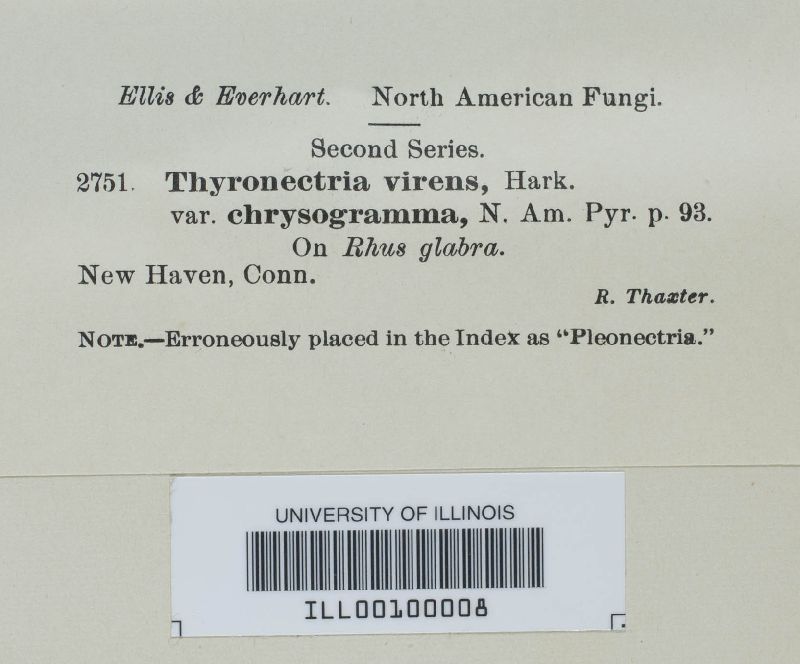 Ellis & Everhart. North American Fungi.
Second Series.
2751. Thyronectria virens, Hark.
var. chrysogramma, N. Am. Pyr. p. 93.
On Rhus glabra.
New Haven, Conn.
R. Thaxter.
NOTE.—Erroneously placed in the Index as “Pleonectria.”
UNIVERSITY OF ILLINOIS
ILL00100008